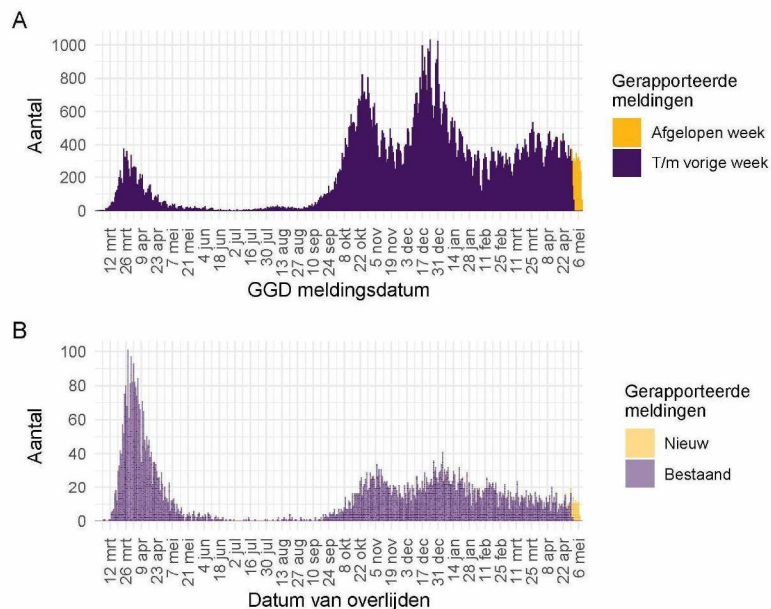 A
1000
800
600
400
200
0
Aantal
12 mrt
26 mrt
9 apr
23 apr
7 mei
21 mei
4 jun
18 jun
2 jul
16 jul
30 jul
13 aug
27 aug
10 sep
24 sep
8 okt
22 okt
5 nov
19 nov
3 dec
17 dec
31 dec
14 jan
28 jan
11 feb
25 feb
11 mrt
25 mrt
8 apr
22 apr
6 mei
GGD meldingsdatum
Gerapporteerde
meldingen
Afgelopen week
T/m vorige week
B
100
80
60
40
20
0
Aantal
12 mrt
26 mrt
9 apr
23 apr
7 mei
21 mei
4 jun
18 jun
2 jul
16 jul
30 jul
13 aug
27 aug
10 sep
24 sep
8 okt
22 okt
5 nov
19 nov
3 dec
17 dec
31 dec
14 jan
28 jan
11 feb
25 feb
11 mrt
25 mrt
8 apr
22 apr
6 mei
Datum van overlijden
Gerapporteerde
meldingen
Nieuw
Bestaand